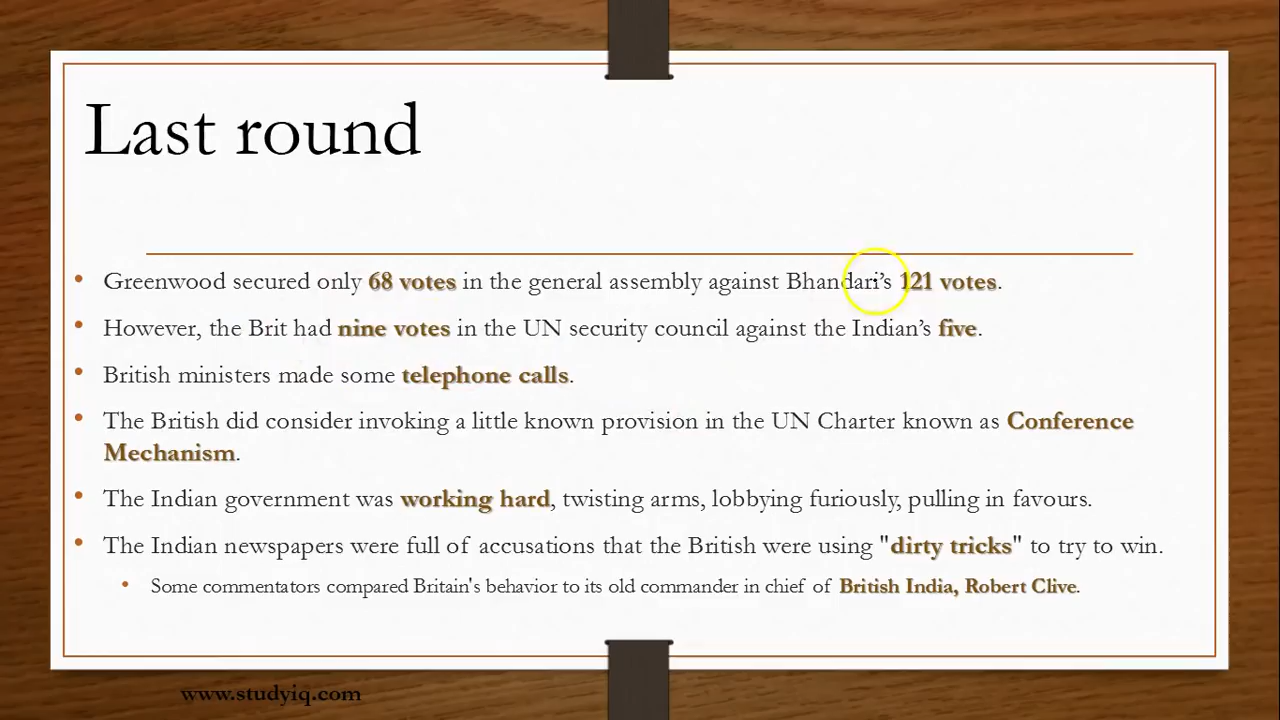 Last round
• Greenwood secured only 68 votes in the general assembly against Bhandari's 121 votes.
• However, the Brit had nine votes in the UN security council against the Indian's five.
• British ministers made some telephone calls.
• The British did consider invoking a little known provision in the UN Charter known as Conference
Mechanism.
• The Indian government was working hard, twisting arms, lobbying furiously, pulling in favours.
• The Indian newspapers were full of accusations that the British were using "dirty tricks" to try to win.
• Some commentators compared Britain's behavior to its old commander in chief of British India, Robert Clive.
www.studyiq.com